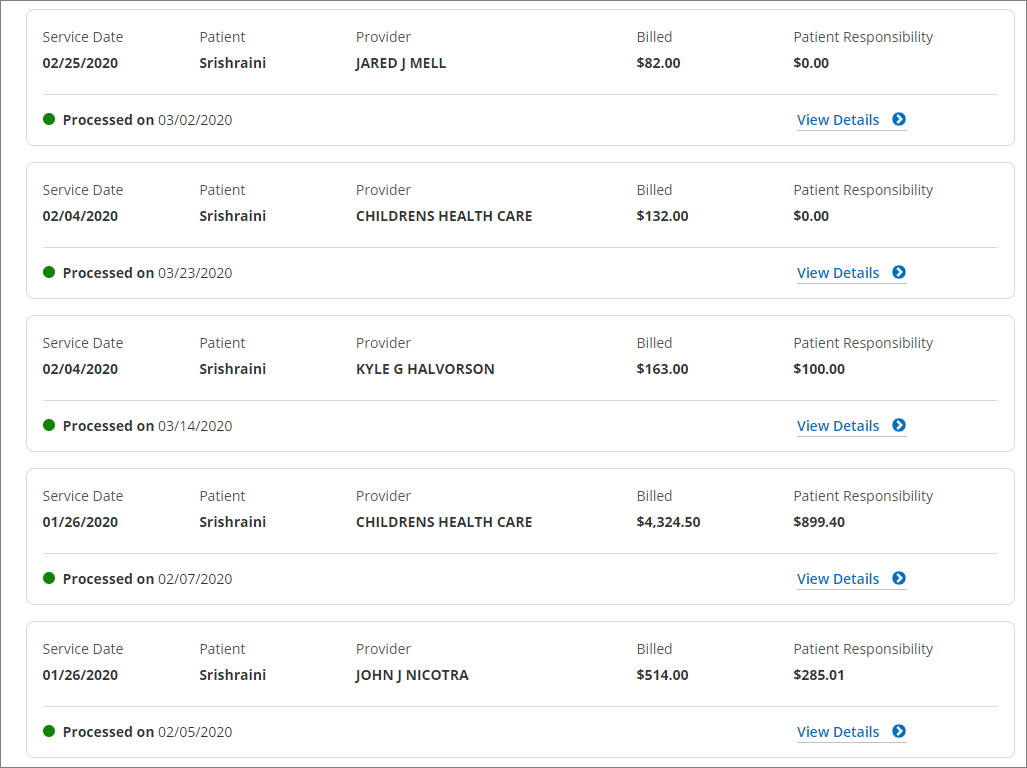 Service Date Patient Provider Billed Patient Responsibility
02/25/2020 Srishraini JARED J MELL $82.00 $0.00
Processed on 03/02/2020 View Details
Service Date Patient Provider Billed Patient Responsibility
02/04/2020 Srishraini CHILDRENS HEALTH CARE $132.00 $0.00
Processed on 03/23/2020 View Details
Service Date Patient Provider Billed Patient Responsibility
02/04/2020 Srishraini KYLE G HALVORSON $163.00 $100.00
Processed on 03/14/2020 View Details
Service Date Patient Provider Billed Patient Responsibility
01/26/2020 Srishraini CHILDRENS HEALTH CARE $4,324.50 $899.40
Processed on 02/07/2020 View Details
Service Date Patient Provider Billed Patient Responsibility
01/26/2020 Srishraini JOHN J NICOTRA $514.00 $285.01
Processed on 02/05/2020 View Details